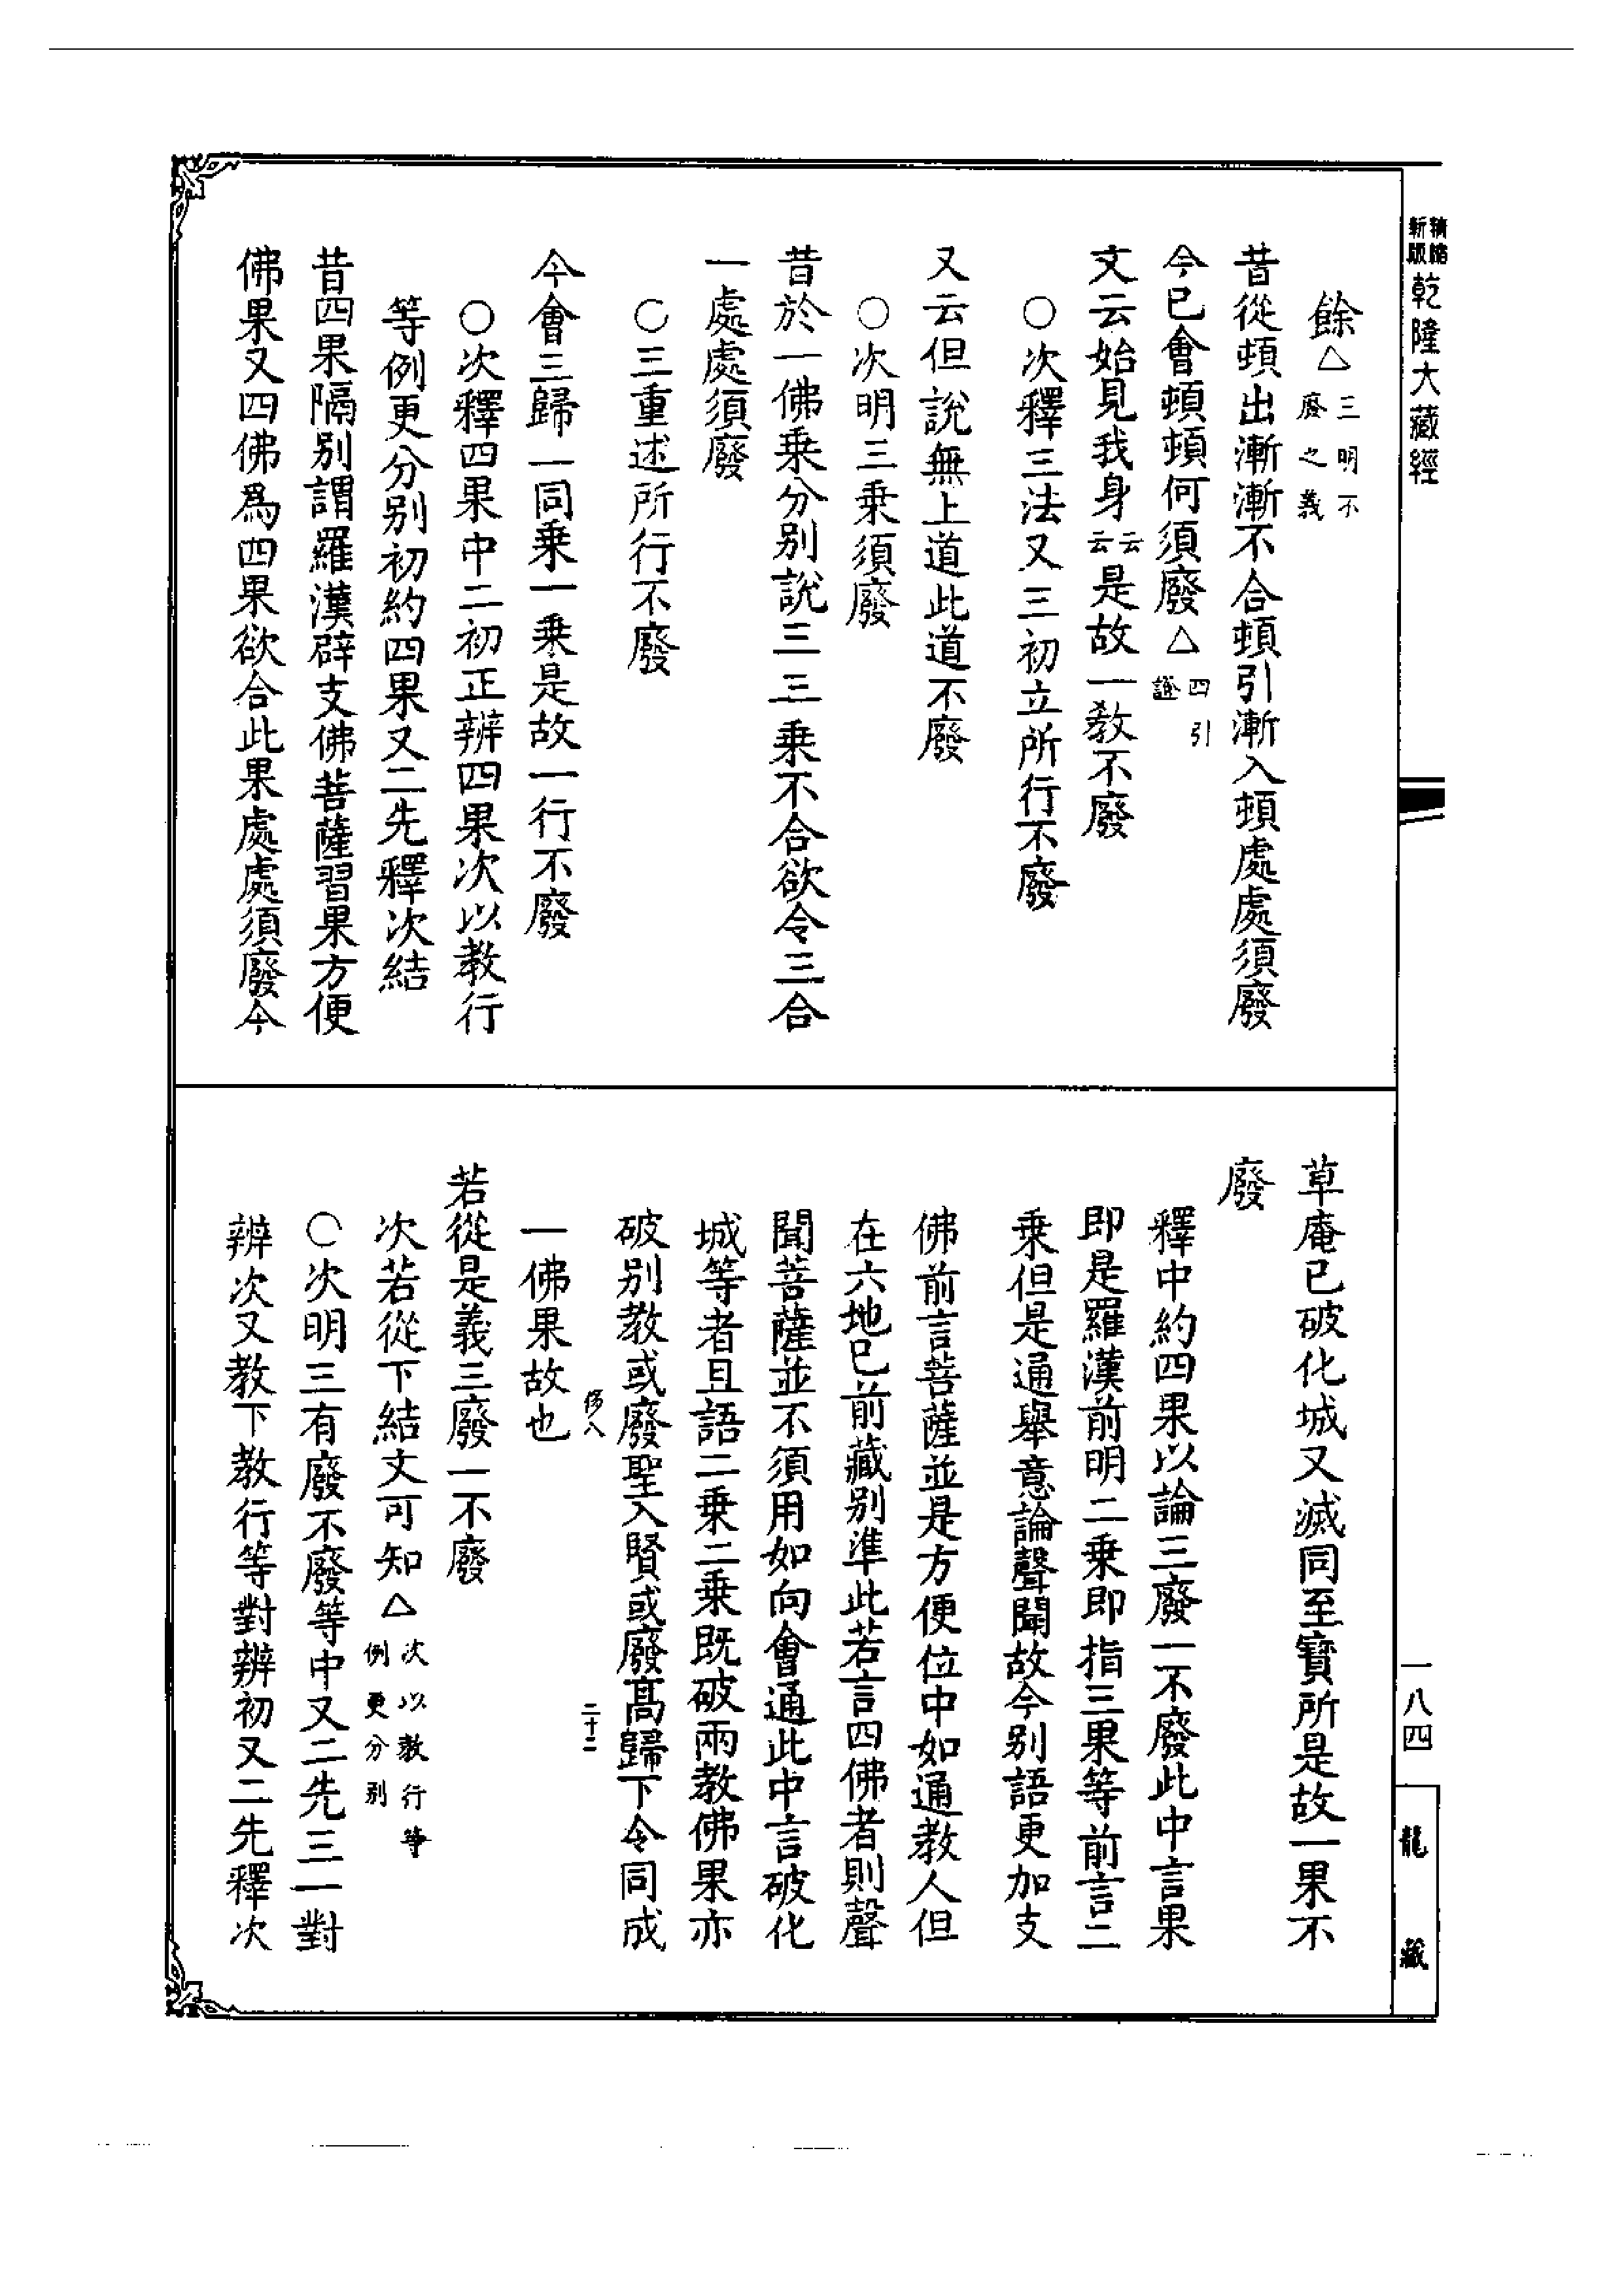 精縮新版乾隆大藏經
餘△三明不廢之義
昔從頓出漸漸不合頓引漸入頓處處須廢
今已會頓頓何須廢△四引證
文云始見我身云云是故一教不廢
○次釋三法又三初立所行不廢
又云但說無上道此道不廢
○次明三乘須廢
昔於一佛乘分別說三三乘不合欲令三合
一處處須廢
○三重述所行不廢
今會三歸一同乘一乘是故一行不廢
○次釋四果中二初正辨四果次以教行
等例更分別初約四果又二先釋次結
昔四果隔別謂羅漢辟支佛菩薩習果方便
佛果又四佛為四果欲合此果處處須廢今
草庵已破化城又滅同至寶所是故一果不
廢
釋中約四果以論三廢一不廢此中言果
即是羅漢前明二乘即指三果等前言二
乘但是通舉意論聲聞故今別語更加支
佛前言菩薩並是方便位中如通教人但
在六地已前藏別準此若言四佛者則聲
聞菩薩並不須用如向會通此中言破化
城等者且語二乘二乘既破兩教佛果亦
破別教或廢聖入賢或廢高歸下令同成
二十二
一佛果故也
若從是義三廢一不廢
次若從下結文可知△次以教行等例更分別
○次明三有廢不廢等中又二先三一對
辨次又教下教行等對辨初又二先釋次
一八四
龍藏